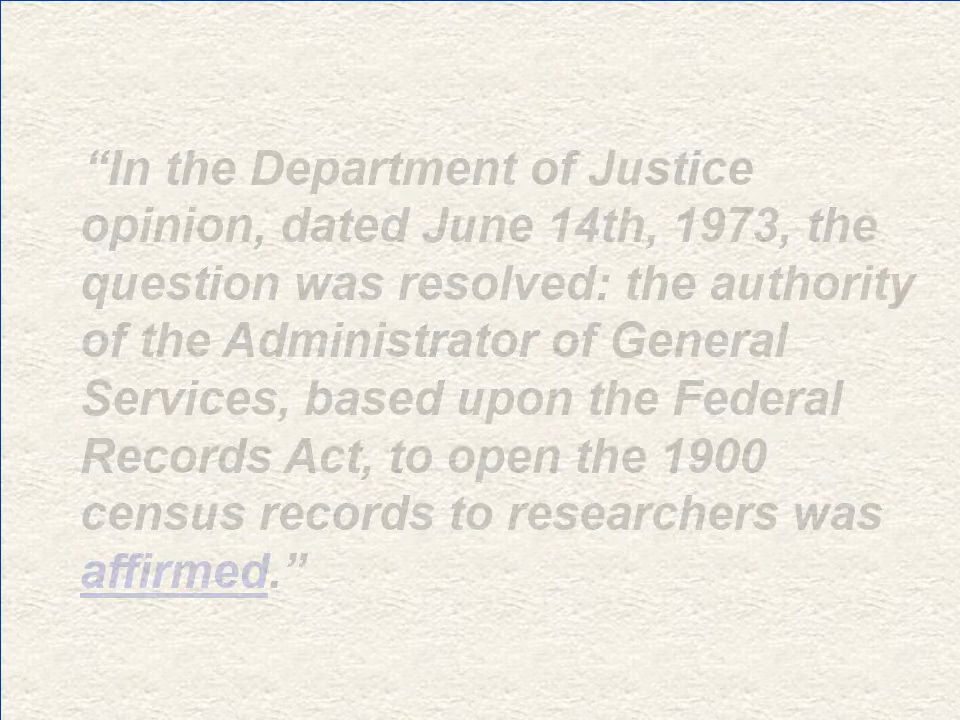 “In the Department of Justice
opinion, dated June 14th, 1973, the
question was resolved: the authority
of the Administrator of General
Services, based upon the Federal
Records Act, to open the 1900
census records to researchers was
affirmed.”